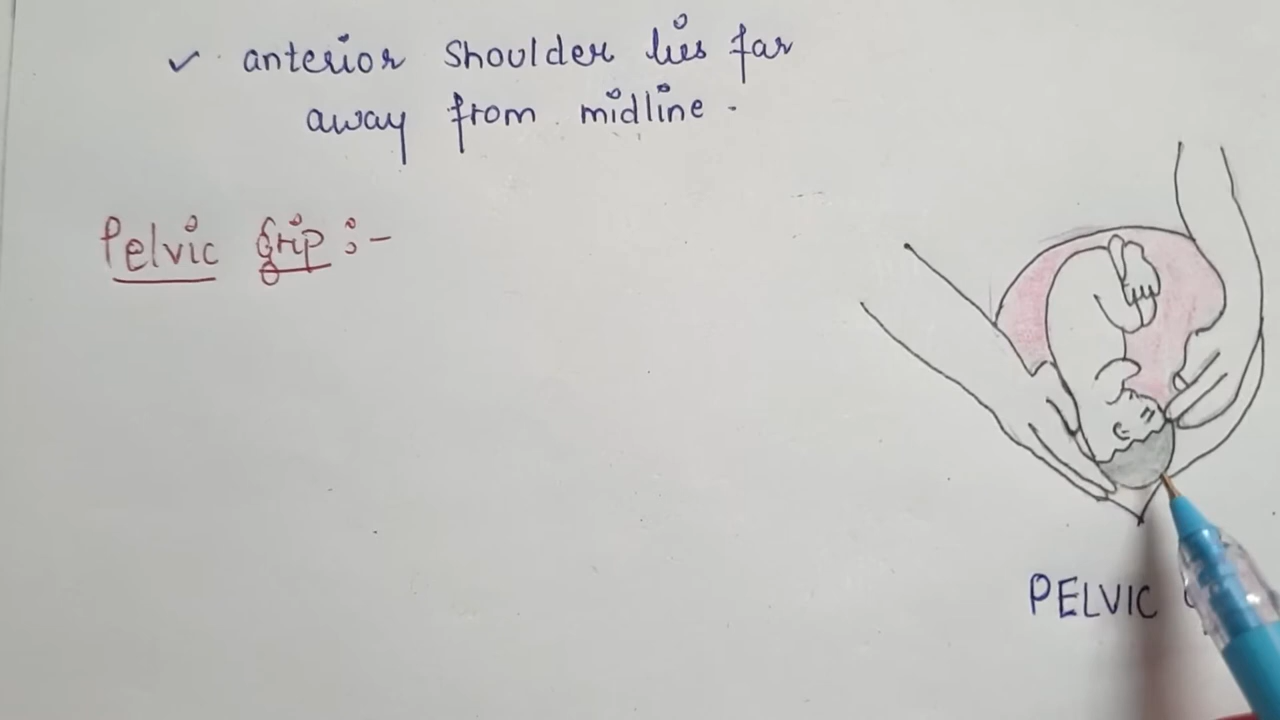 ✓ anterior shoulder lies far
away from midline.
Pelvic Grip :-
PELVIC